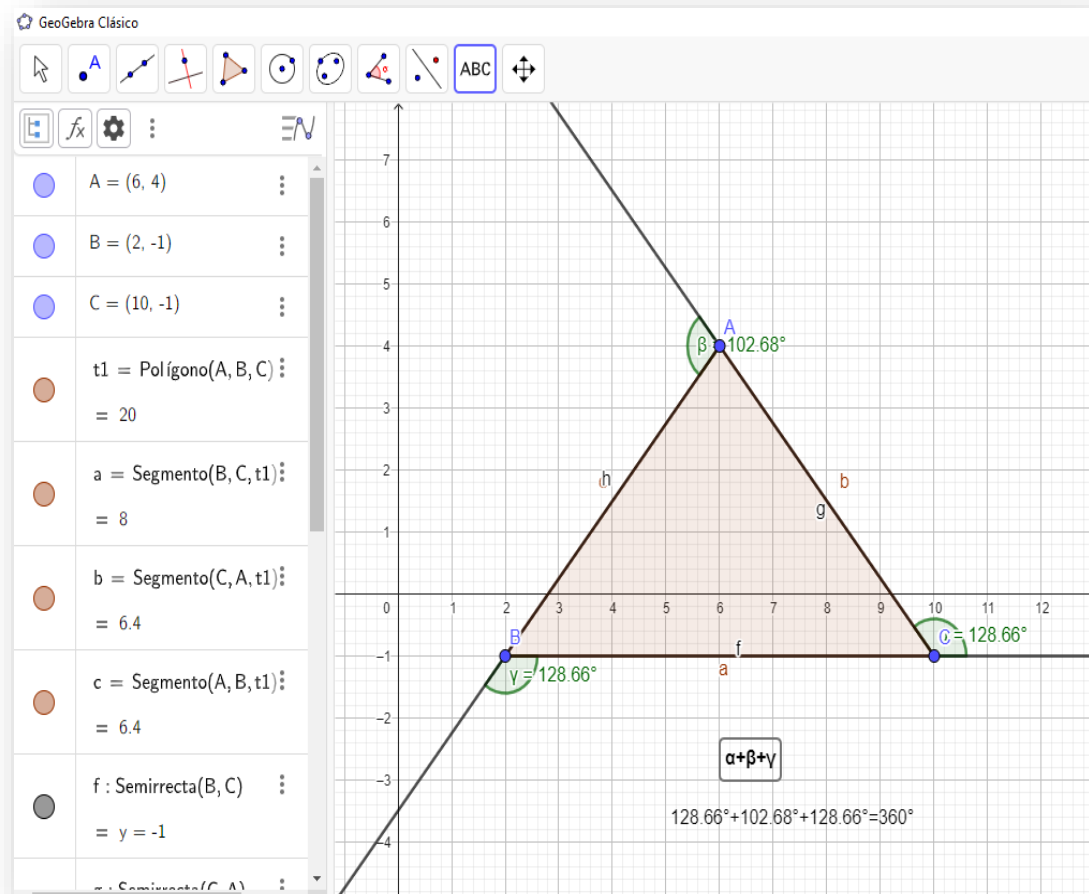 GeoGebra Clásico
A
ABC
fx
A = (6, 4)
B = (2, -1)
C = (10, -1)
t1 = Polígono(A, B, C)
= 20
a = Segmento(B, C, t1)
= 8
b = Segmento(C, A, t1)
= 6.4
c = Segmento(A, B, t1)
= 6.4
f : Semirrecta(B, C)
= y = -1
7
6
5
A
4
β 102.68°
3
2
h
b
g
1
0 1 2 3 4 5 6 7 8 9 10 11 12
B
C = 128.66°
f
−1
a
γ = 128.66°
−2
α+β+γ
−3
128.66°+102.68°+128.66°=360°
−4